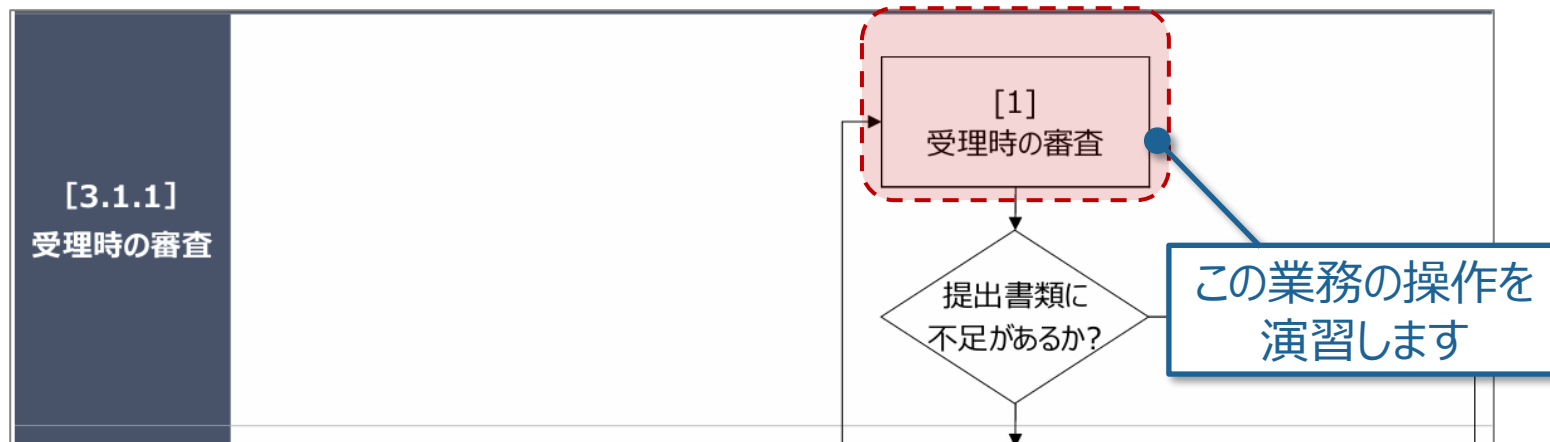 [3.1.1]
受理時の審査
[1]
受理時の審査
提出書類に
不足があるか?
この業務の操作を
演習します